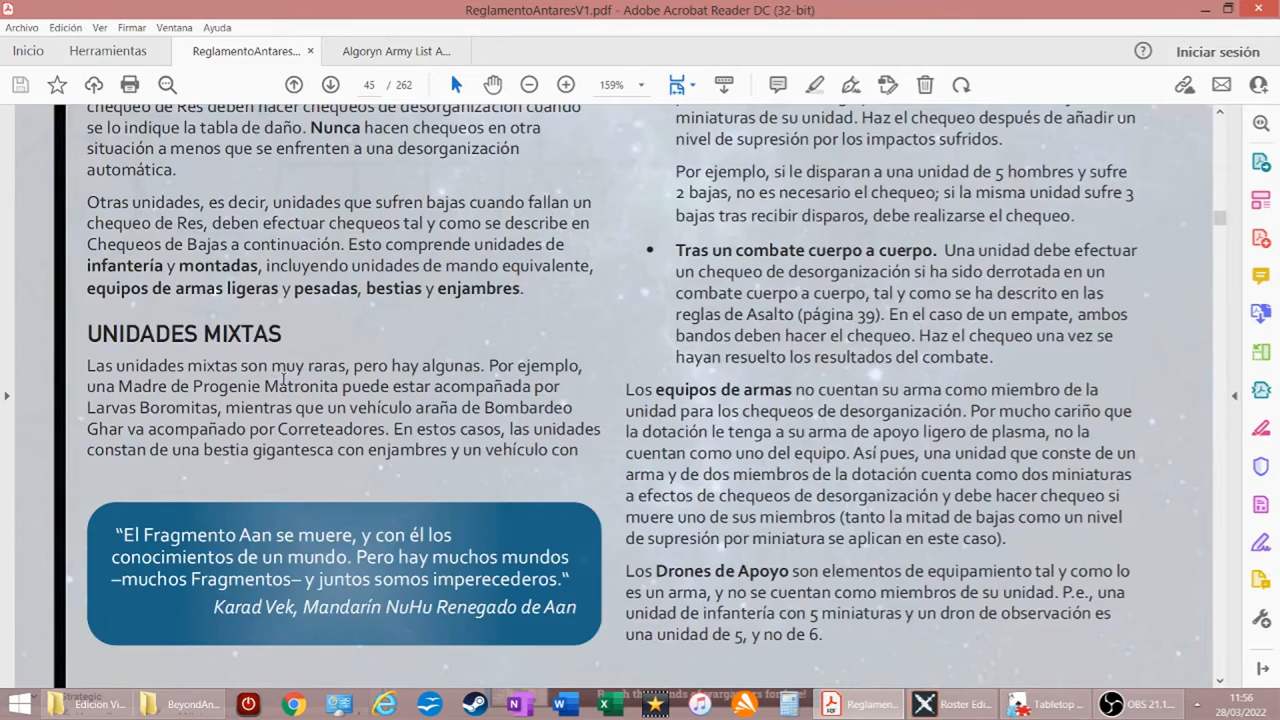 ReglamentoAntaresV1.pdf - Adobe Acrobat Reader DC (32-bit)
Archivo Edición Ver Firmar Ventana Ayuda
Inicio Herramientas ReglamentoAntares... × Algoryn Army List A... Iniciar sesión
45 / 262 159%
chequeo de Res deben hacer chequeos de desorganización cuando
se lo indique la tabla de daño. Nunca hacen chequeos en otra
situación a menos que se enfrenten a una desorganización
automática.
Otras unidades, es decir, unidades que sufren bajas cuando fallan un
chequeo de Res, deben efectuar chequeos tal y como se describe en
Chequeos de Bajas a continuación. Esto comprende unidades de
infantería y montadas, incluyendo unidades de mando equivalente,
equipos de armas ligeras y pesadas, bestias y enjambres.
UNIDADES MIXTAS
Las unidades mixtas son muy raras, pero hay algunas. Por ejemplo,
una Madre de Progenie Matronita puede estar acompañada por
Larvas Boromitas, mientras que un vehículo araña de Bombardeo
Ghar va acompañado por Correteadores. En estos casos, las unidades
constan de una bestia gigantesca con enjambres y un vehículo con
“El Fragmento Aan se muere, y con él los
conocimientos de un mundo. Pero hay muchos mundos
–muchos Fragmentos– y juntos somos imperecederos.“
Karad Vek, Mandarín NuHu Renegado de Aan
miniaturas de su unidad. Haz el chequeo después de añadir un
nivel de supresión por los impactos sufridos.
Por ejemplo, si le disparan a una unidad de 5 hombres y sufre
2 bajas, no es necesario el chequeo; si la misma unidad sufre 3
bajas tras recibir disparos, debe realizarse el chequeo.
• Tras un combate cuerpo a cuerpo. Una unidad debe efectuar
un chequeo de desorganización si ha sido derrotada en un
combate cuerpo a cuerpo, tal y como se ha descrito en las
reglas de Asalto (página 39). En el caso de un empate, ambos
bandos deben hacer el chequeo. Haz el chequeo una vez se
hayan resuelto los resultados del combate.
Los equipos de armas no cuentan su arma como miembro de la
unidad para los chequeos de desorganización. Por mucho cariño que
la dotación le tenga a su arma de apoyo ligero de plasma, no la
cuentan como uno del equipo. Así pues, una unidad que conste de un
arma y de dos miembros de la dotación cuenta como dos miniaturas
a efectos de chequeos de desorganización y debe hacer chequeo si
muere uno de sus miembros (tanto la mitad de bajas como un nivel
de supresión por miniatura se aplican en este caso).
Los Drones de Apoyo son elementos de equipamiento tal y como lo
es un arma, y no se cuentan como miembros de su unidad. P.e., una
unidad de infantería con 5 miniaturas y un dron de observación es
una unidad de 5, y no de 6.
Strategic
Edición Vi... BeyondAn... Reglamen... Roster Edi... Tabletop ... OBS 21.1... 11:56
28/03/2022